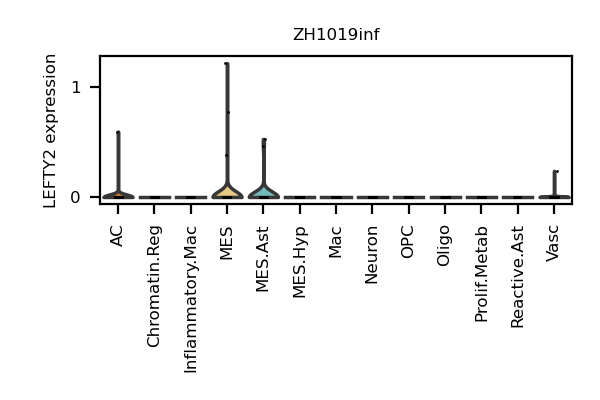 ZH1019inf
LEFTY2 expression
1
0
AC
Chromatin.Reg
Inflammatory.Mac
MES
MES.Ast
MES.Hyp
Mac
Neuron
OPC
Oligo
Prolif.Metab
Reactive.Ast
Vasc